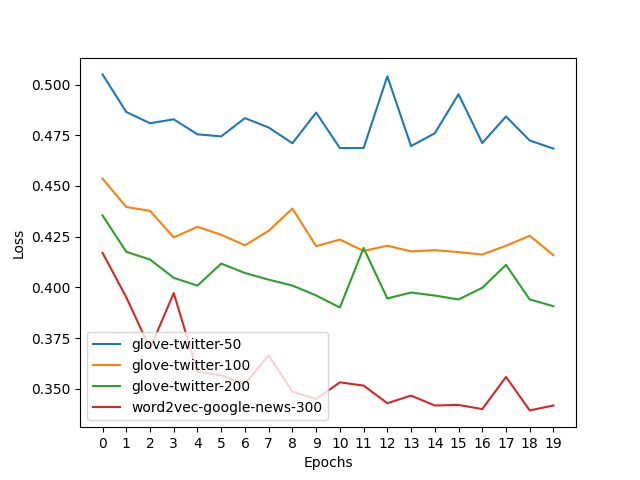 0.500
0.475
0.450
0.425
0.400
0.375
0.350
Loss
glove-twitter-50
glove-twitter-100
glove-twitter-200
word2vec-google-news-300
0 1 2 3 4 5 6 7 8 9 10 11 12 13 14 15 16 17 18 19
Epochs